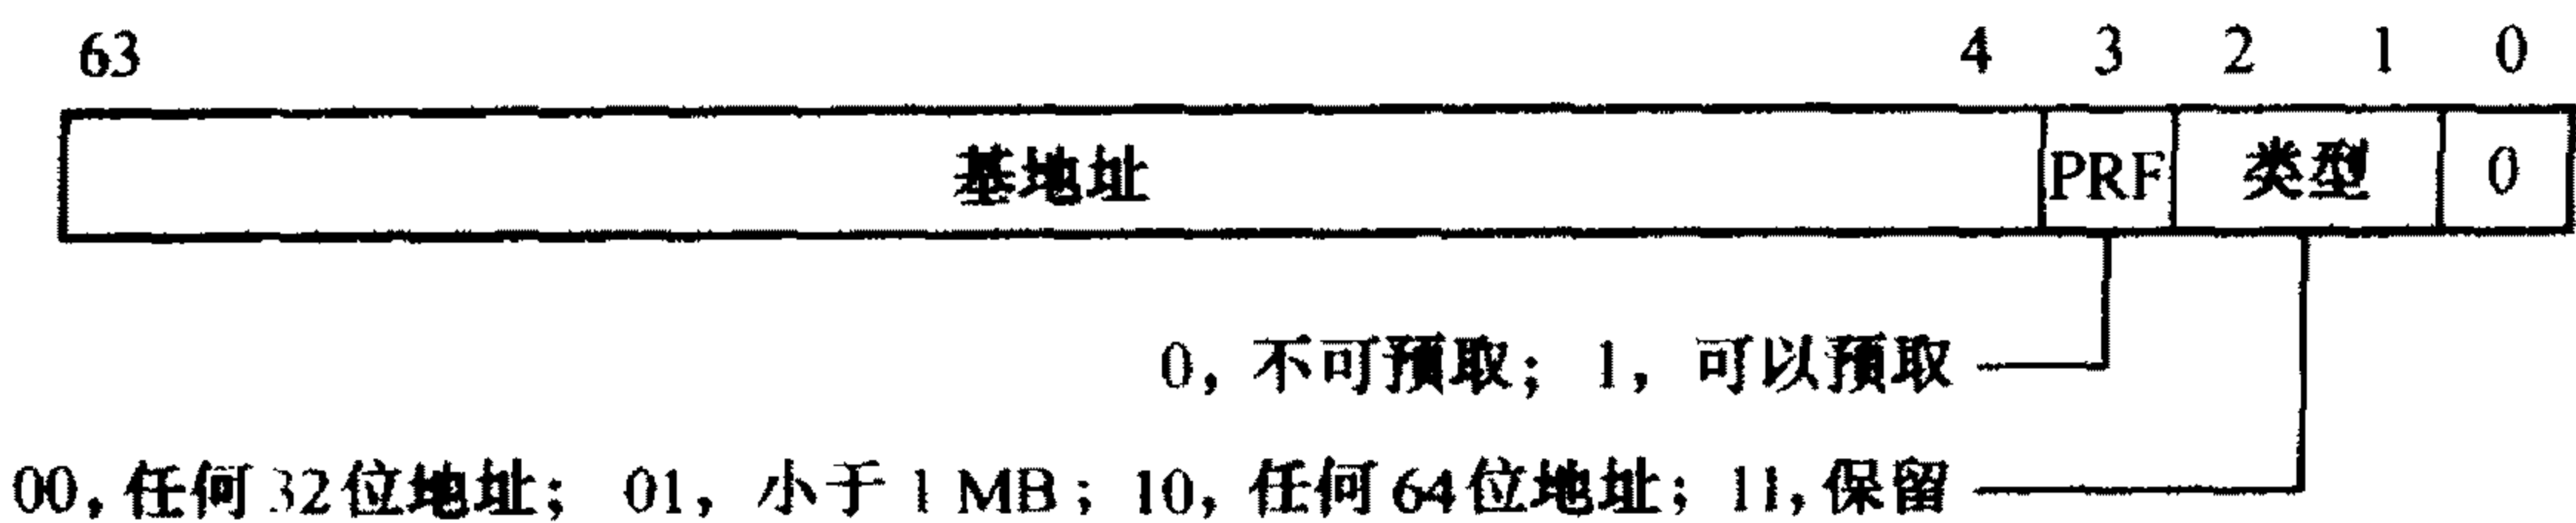 63 4 3 2 1 0
基地址 PRF 类型 0
0, 不可预取; 1, 可以预取
00, 任何32位地址; 01, 小于1 MB; 10, 任何64位地址; 11, 保留